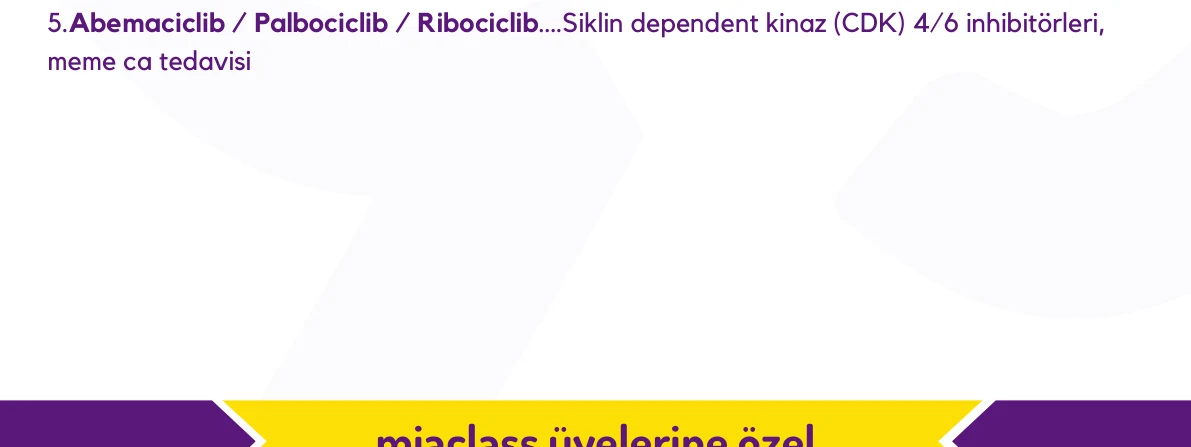 5.Abemaciclib / Palbociclib / Ribociclib....Siklin dependent kinaz (CDK) 4/6 inhibitörleri,
meme ca tedavisi
miaclass üyelerine özel